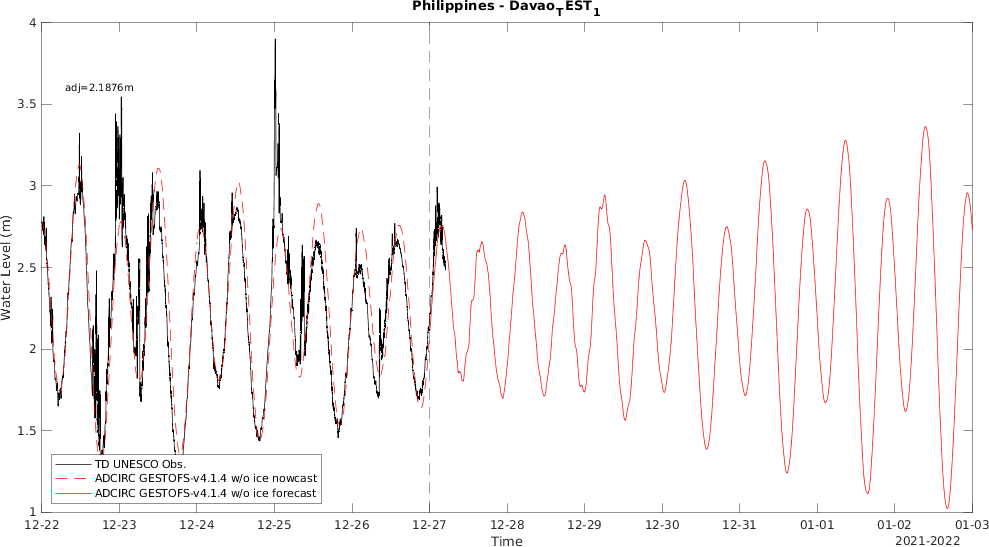 Philippines - DavaoTEST1
4
adj=2.1876m
3.5
3
2.5
2
1.5
1
Water Level (m)
TD UNESCO Obs.
ADCIRC GESTOFS-v4.1.4 w/o ice nowcast
ADCIRC GESTOFS-v4.1.4 w/o ice forecast
12-22 12-23 12-24 12-25 12-26 12-27 12-28 12-29 12-30 12-31 01-01 01-02 01-03
Time
2021-2022